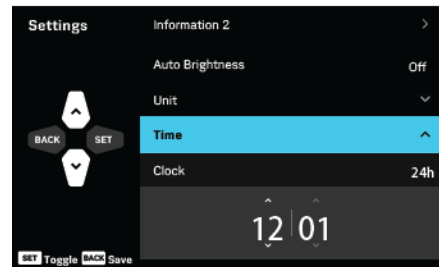 Settings
Information 2
Auto Brightness Off
Unit
BACK SET
Time
Clock 24h
12 01
SET Toggle BACK Save